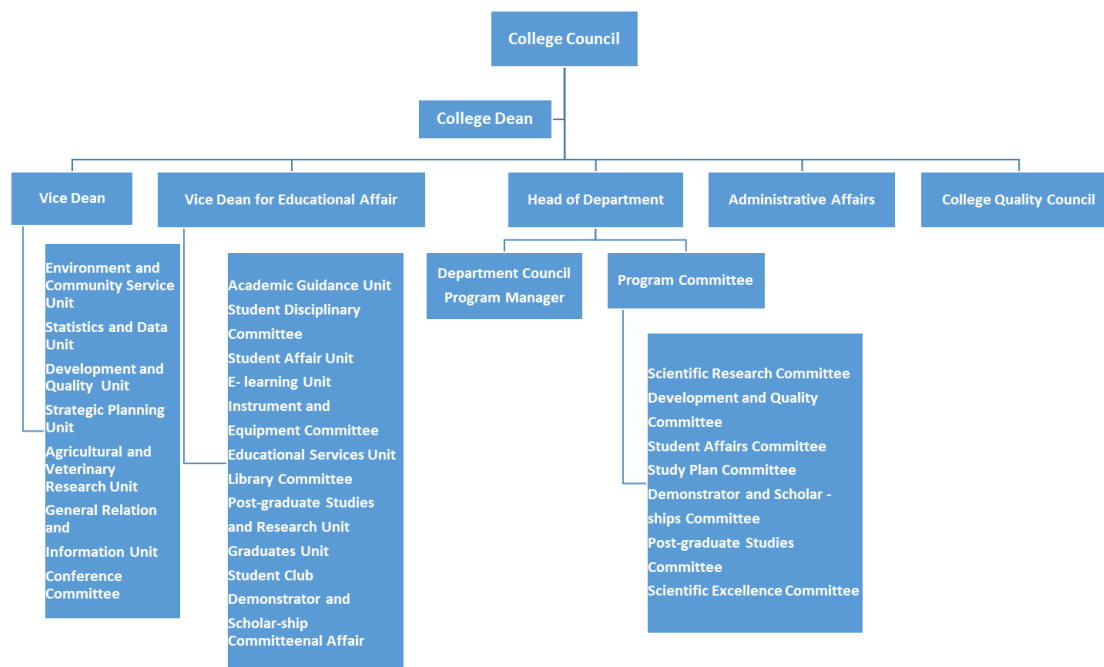 College Council
College Dean
Vice Dean
Vice Dean for Educational Affair
Head of Department
Administrative Affairs
College Quality Council
Environment and
Community Service
Unit
Statistics and Data
Unit
Development and
Quality Unit
Strategic Planning
Unit
Agricultural and
Veterinary
Research Unit
General Relation
and
Information Unit
Conference
Committee
Academic Guidance Unit
Student Disciplinary
Committee
Student Affair Unit
E- learning Unit
Instrument and
Equipment Committee
Educational Services Unit
Library Committee
Post-graduate Studies
and Research Unit
Graduates Unit
Student Club
Demonstrator and
Scholar-ship
Committeenal Affair
Department Council
Program Manager
Program Committee
Scientific Research Committee
Development and Quality
Committee
Student Affairs Committee
Study Plan Committee
Demonstrator and Scholar -
ships Committee
Post-graduate Studies
Committee
Scientific Excellence Committee